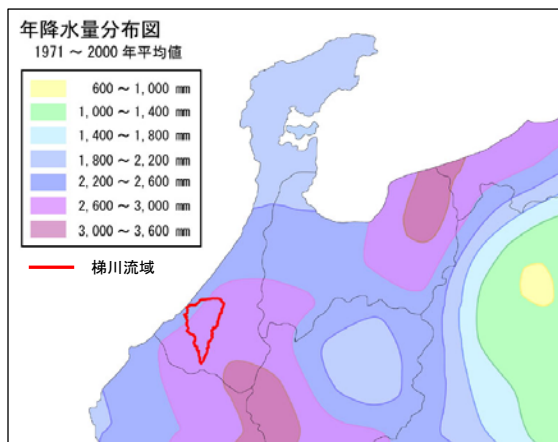 年降水量分布図
1971 ～ 2000 年平均値
600 ～ 1,000 mm
1,000 ～ 1,400 mm
1,400 ～ 1,800 mm
1,800 ～ 2,200 mm
2,200 ～ 2,600 mm
2,600 ～ 3,000 mm
3,000 ～ 3,600 mm
梯川流域